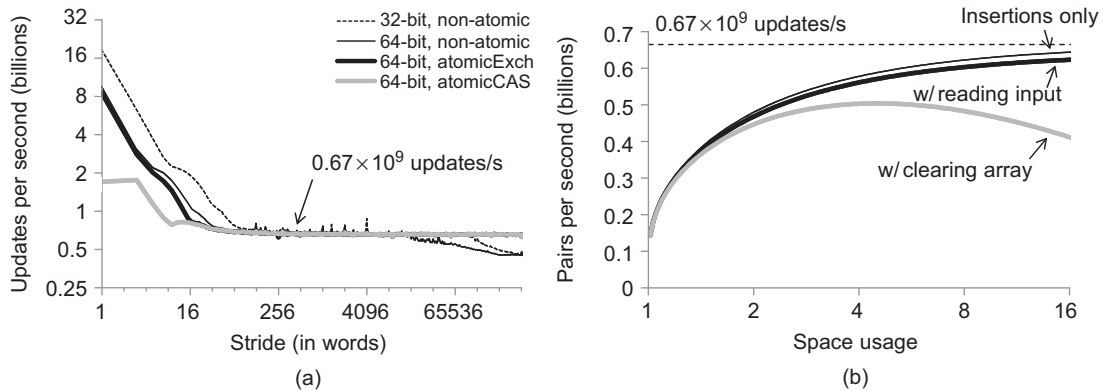 32
16
8
4
2
1
0.5
0.25
Updates per second (billions)
32-bit, non-atomic
64-bit, non-atomic
64-bit, atomicExch
64-bit, atomicCAS
0.67×10⁹ updates/s
1 16 256 4096 65536
Stride (in words)
(a)
0.7
0.6
0.5
0.4
0.3
0.2
0.1
0
Pairs per second (billions)
0.67×10⁹ updates/s
Insertions only
w/ reading input
w/ clearing array
1 2 4 8 16
Space usage
(b)